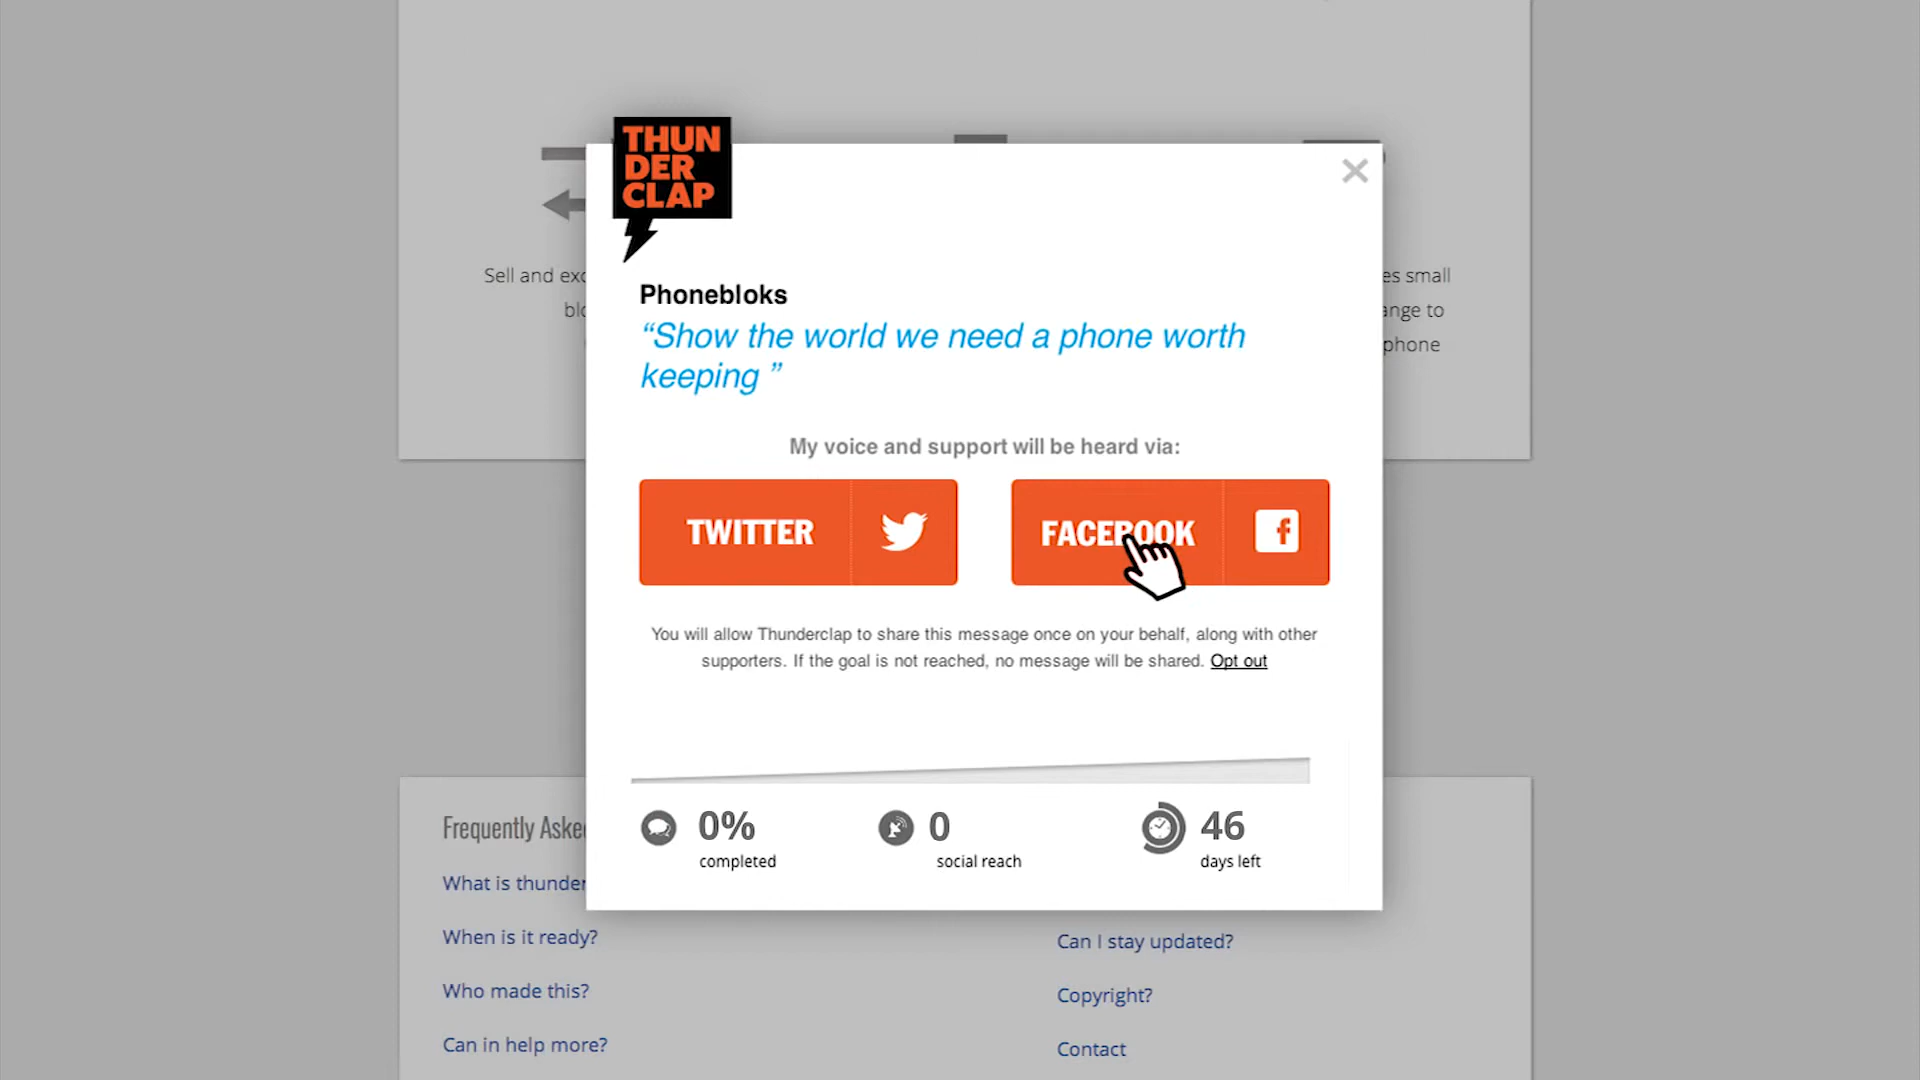 THUN
DER
CLAP
Sell and exc
es small
blo
ange to
phone
Phonebloks
“Show the world we need a phone worth
keeping ”
My voice and support will be heard via:
TWITTER
FACEBOOK
f
You will allow Thunderclap to share this message once on your behalf, along with other
supporters. If the goal is not reached, no message will be shared. Opt out
0%
completed
0
social reach
46
days left
Frequently Aske
What is thunder
When is it ready?
Who made this?
Can in help more?
Can I stay updated?
Copyright?
Contact